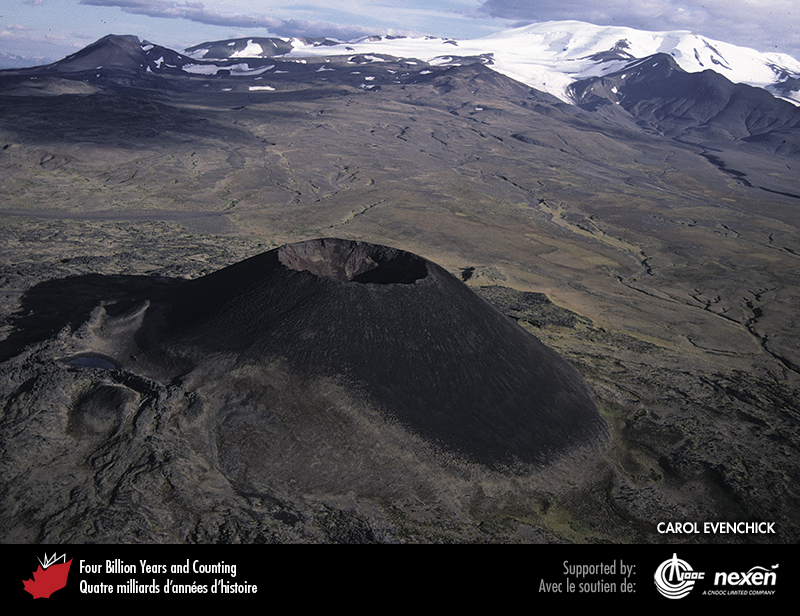 CAROL EVENCHICK
Four Billion Years and Counting
Quatre milliards d'années d'histoire
Supported by:
Avec le soutien de:
CNOOC
nexen
A CNOOC LIMITED COMPANY